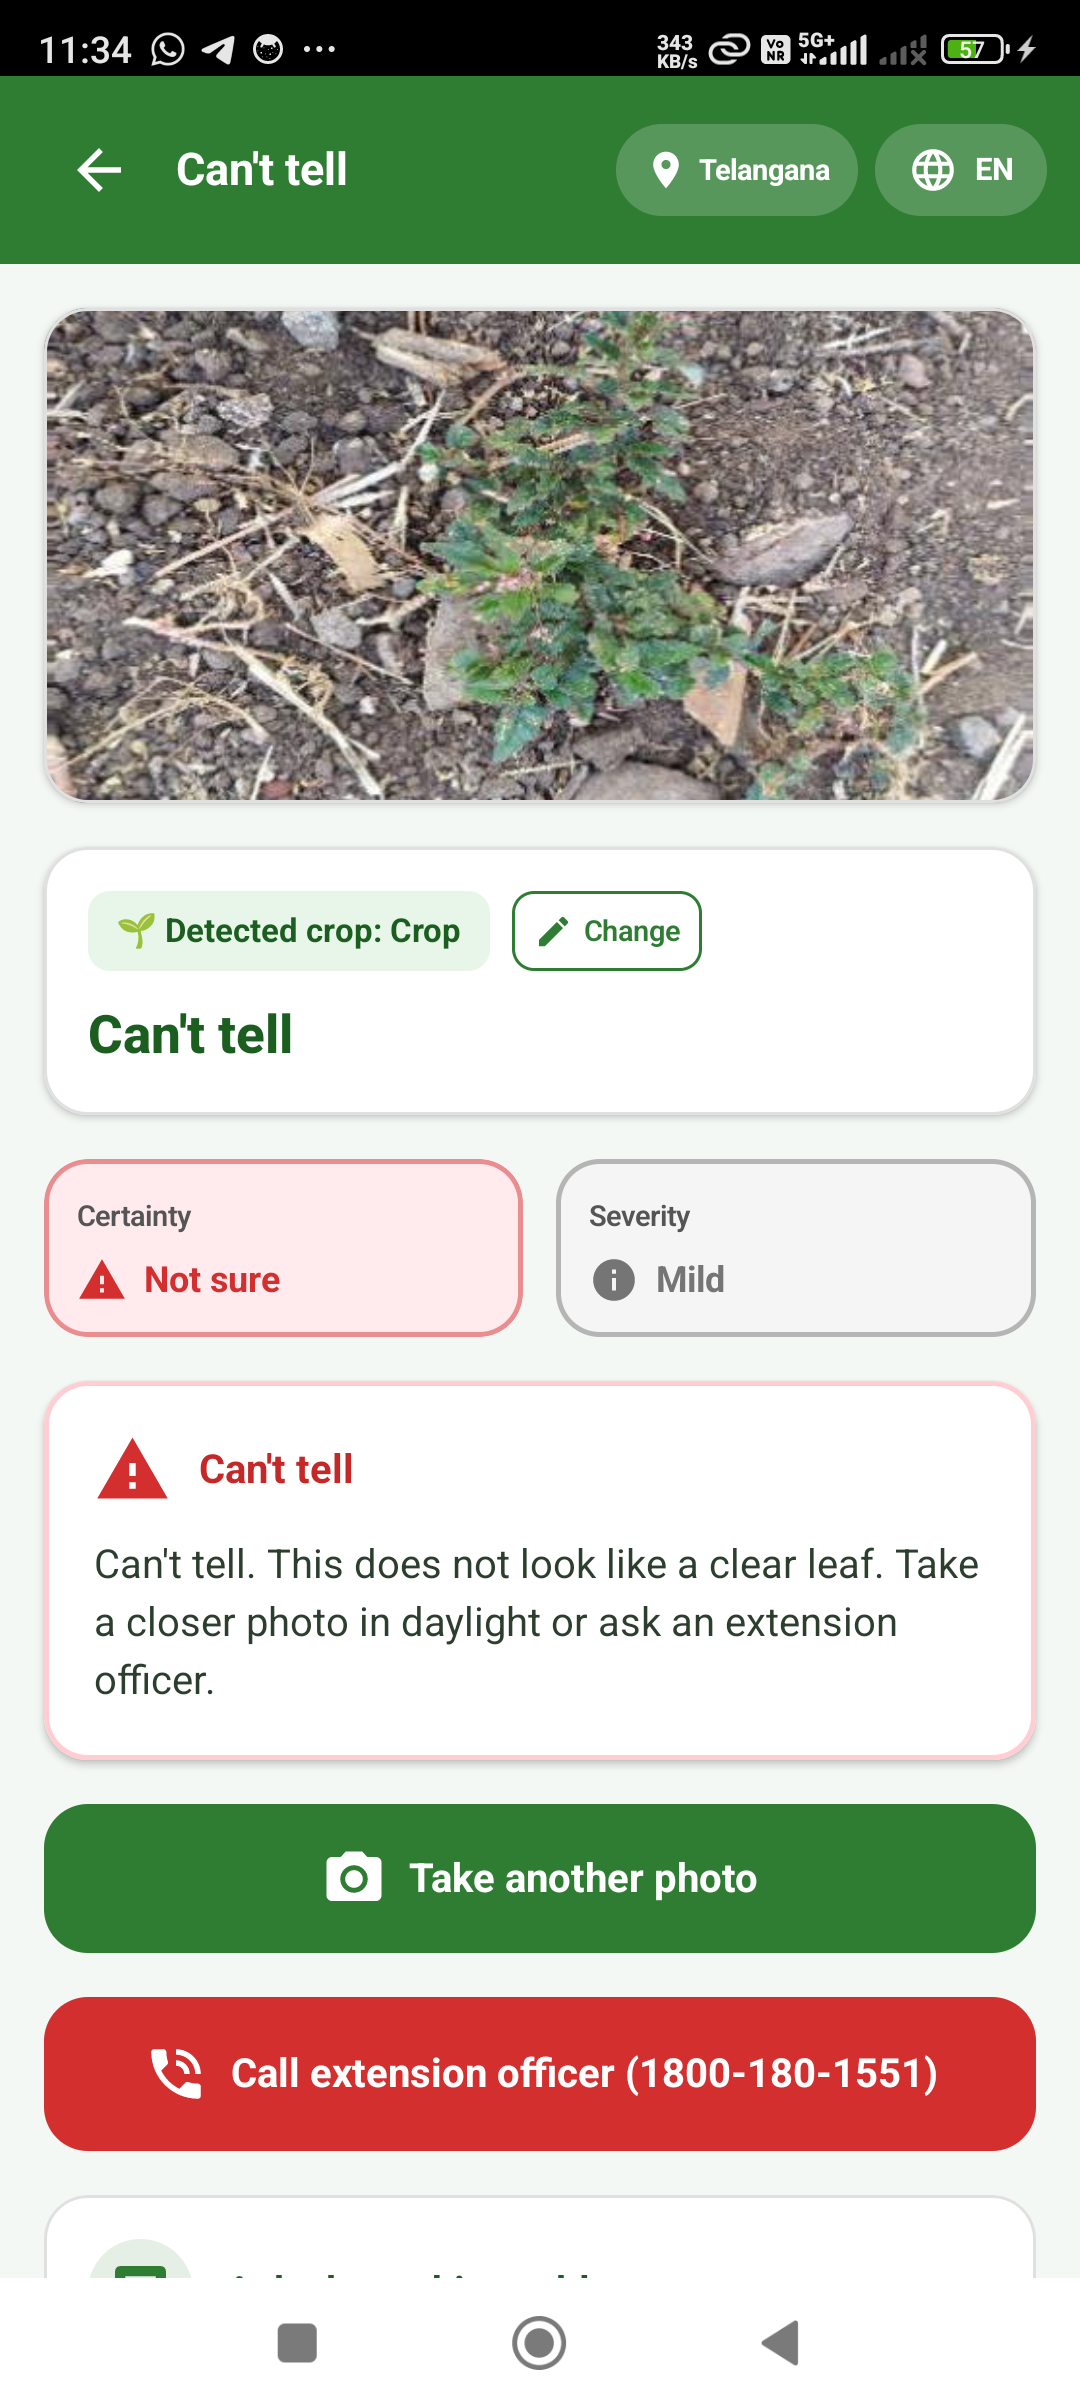 11:34
343
KB/s
Vo
NR
5G+
57
Can't tell
Telangana
EN
Detected crop: Crop
Change
Can't tell
Certainty
Not sure
Severity
Mild
Can't tell
Can't tell. This does not look like a clear leaf. Take
a closer photo in daylight or ask an extension
officer.
Take another photo
Call extension officer (1800-180-1551)